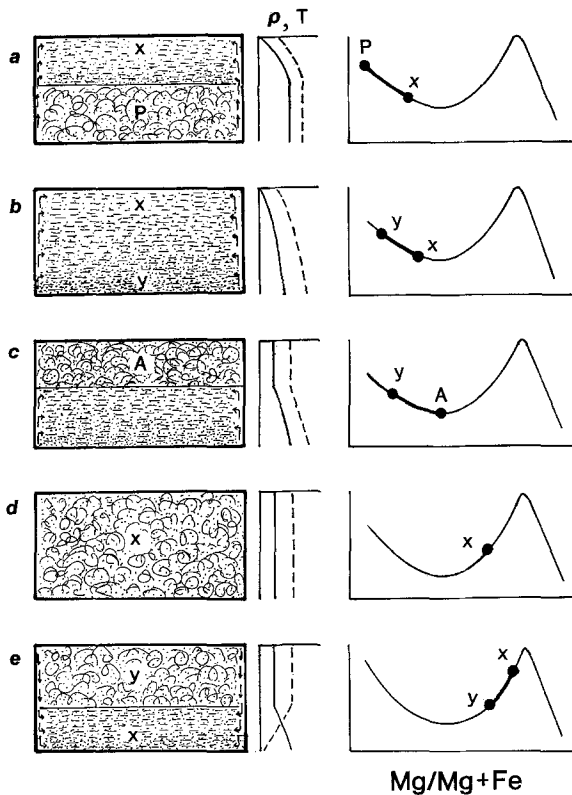 ρ, T
a x P P x
b x y y x
c A y A
d x x
e y x y x
Mg/Mg+Fe